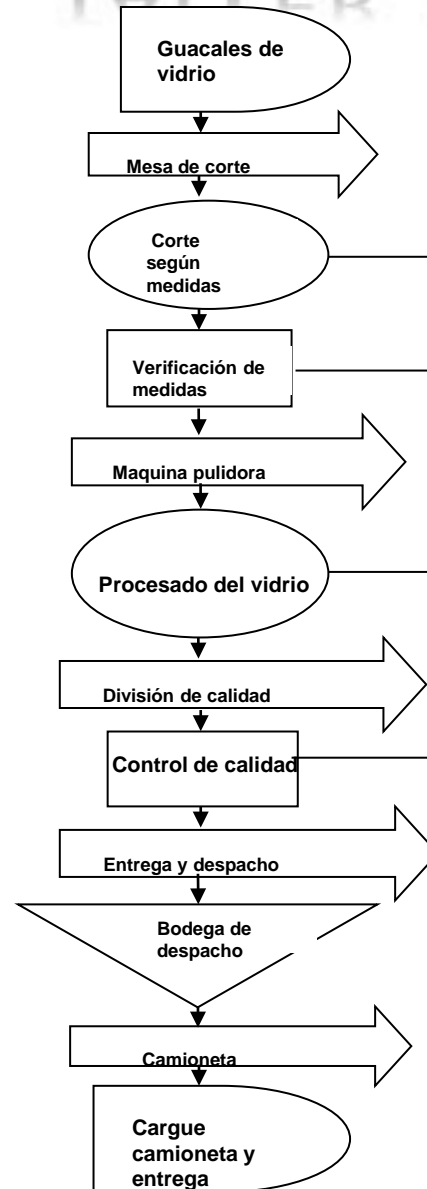 TALLER
Guacales de
vidrio
Mesa de corte
Corte
según
medidas
Verificación de
medidas
Maquina pulidora
Procesado del vidrio
División de calidad
Control de calidad
Entrega y despacho
Bodega de
despacho
Camioneta
Cargue
camioneta y
entrega